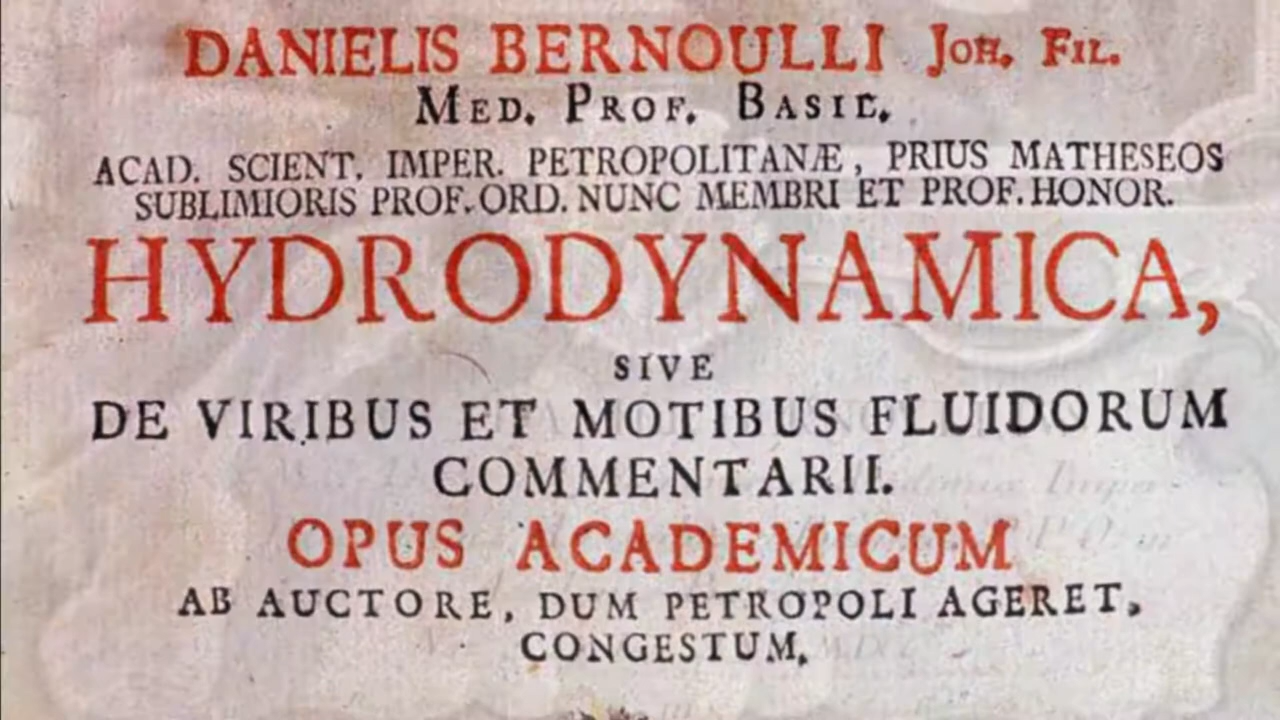 DANIELIS BERNOULLI JOH. FIL.
MED. PROF. BASIL.
ACAD. SCIENT. IMPER. PETROPOLITANÆ, PRIUS MATHESEOS
SUBLIMIORIS PROF. ORD. NUNC MEMBRI ET PROF. HONOR.
HYDRODYNAMICA,
SIVE
DE VIRIBUS ET MOTIBUS FLUIDORUM
COMMENTARII.
OPUS ACADEMICUM
AB AUCTORE, DUM PETROPOLI AGERET,
CONGESTUM.